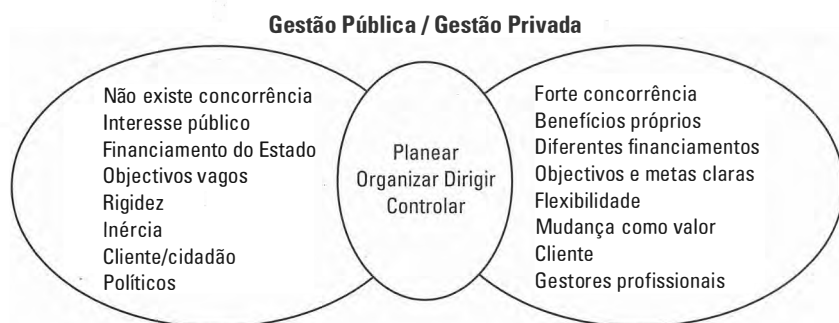 Gestão Pública / Gestão Privada
Não existe concorrência
Interesse público
Financiamento do Estado
Objectivos vagos
Rigidez
Inércia
Cliente/cidadão
Políticos
Planear
Organizar Dirigir
Controlar
Forte concorrência
Benefícios próprios
Diferentes financiamentos
Objectivos e metas claras
Flexibilidade
Mudança como valor
Cliente
Gestores profissionais